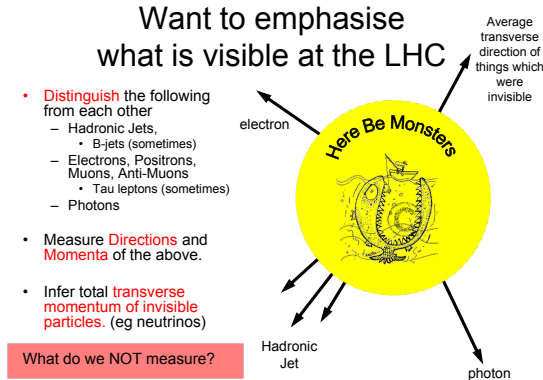 Want to emphasise
what is visible at the LHC
• Distinguish the following
from each other
– Hadronic Jets,
• B-jets (sometimes)
– Electrons, Positrons,
Muons, Anti-Muons
• Tau leptons (sometimes)
– Photons
• Measure Directions and
Momenta of the above.
• Infer total transverse
momentum of invisible
particles. (eg neutrinos)
What do we NOT measure?
electron
Average
transverse
direction of
things which
were
invisible
Here Be Monsters
Hadronic
Jet
photon